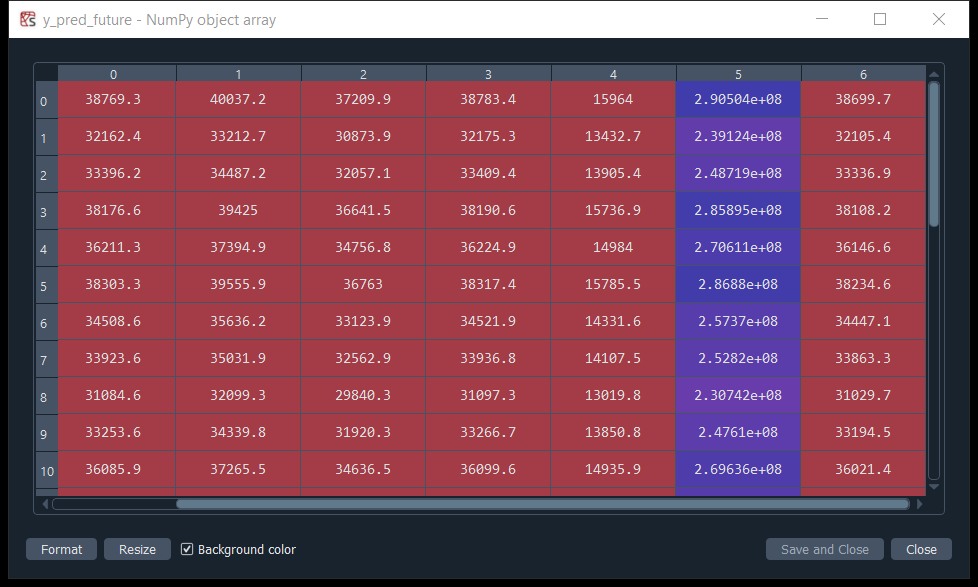 y_pred_future - NumPy object array
0 1 2 3 4 5 6
0 38769.3 40037.2 37209.9 38783.4 15964 2.90504e+08 38699.7
1 32162.4 33212.7 30873.9 32175.3 13432.7 2.39124e+08 32105.4
2 33396.2 34487.2 32057.1 33409.4 13905.4 2.48719e+08 33336.9
3 38176.6 39425 36641.5 38190.6 15736.9 2.85895e+08 38108.2
4 36211.3 37394.9 34756.8 36224.9 14984 2.70611e+08 36146.6
5 38303.3 39555.9 36763 38317.4 15785.5 2.8688e+08 38234.6
6 34508.6 35636.2 33123.9 34521.9 14331.6 2.5737e+08 34447.1
7 33923.6 35031.9 32562.9 33936.8 14107.5 2.5282e+08 33863.3
8 31084.6 32099.3 29840.3 31097.3 13019.8 2.30742e+08 31029.7
9 33253.6 34339.8 31920.3 33266.7 13850.8 2.4761e+08 33194.5
10 36085.9 37265.5 34636.5 36099.6 14935.9 2.69636e+08 36021.4
Format Resize Background color Save and Close Close